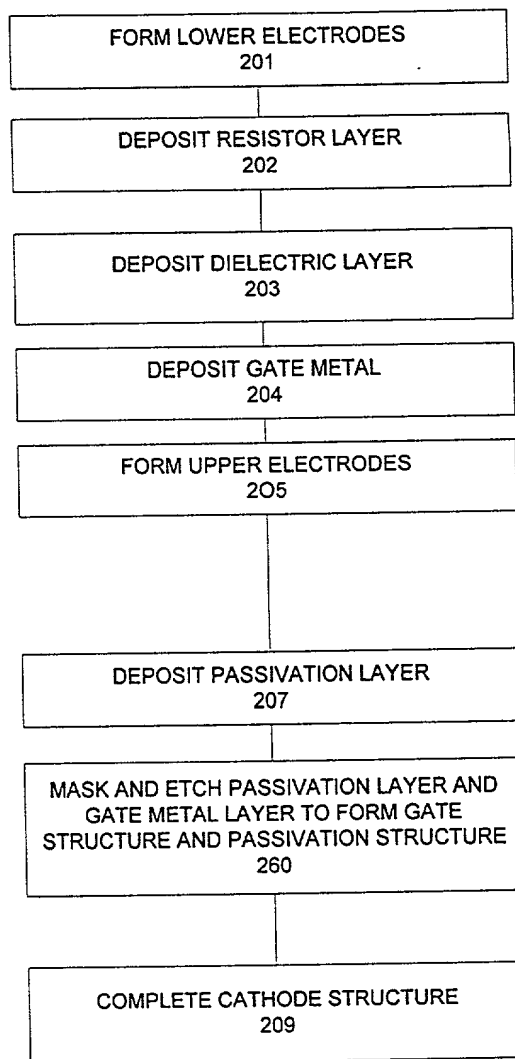 FORM LOWER ELECTRODES
201
DEPOSIT RESISTOR LAYER
202
DEPOSIT DIELECTRIC LAYER
203
DEPOSIT GATE METAL
204
FORM UPPER ELECTRODES
2O5
DEPOSIT PASSIVATION LAYER
207
MASK AND ETCH PASSIVATION LAYER AND
GATE METAL LAYER TO FORM GATE
STRUCTURE AND PASSIVATION STRUCTURE
260
COMPLETE CATHODE STRUCTURE
209